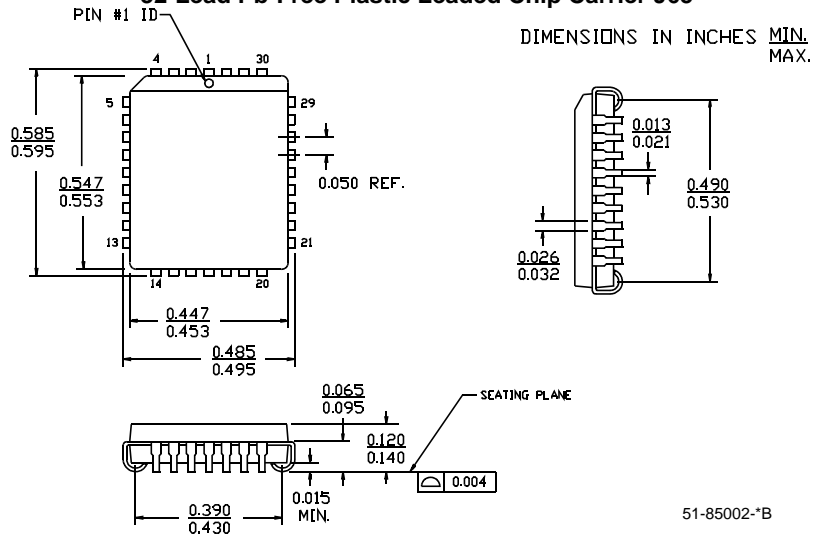 32-Lead Pb-Free Plastic Leaded Chip Carrier J65
PIN #1 ID
DIMENSIONS IN INCHES MIN.
MAX.
4 1 30
5 29
0.585
0.595
0.547
0.553
0.050 REF.
13 21
14 20
0.447
0.453
0.485
0.495
0.013
0.021
0.490
0.530
0.026
0.032
0.065
0.095
SEATING PLANE
0.120
0.140
0.004
0.015
MIN.
0.390
0.430
51-85002-*B